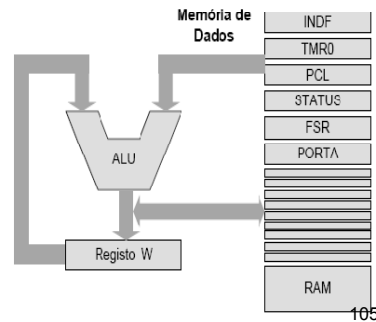 Memória de
Dados
INDF
TMR0
PCL
STATUS
FSR
PORTA
ALU
Registo W
RAM
105